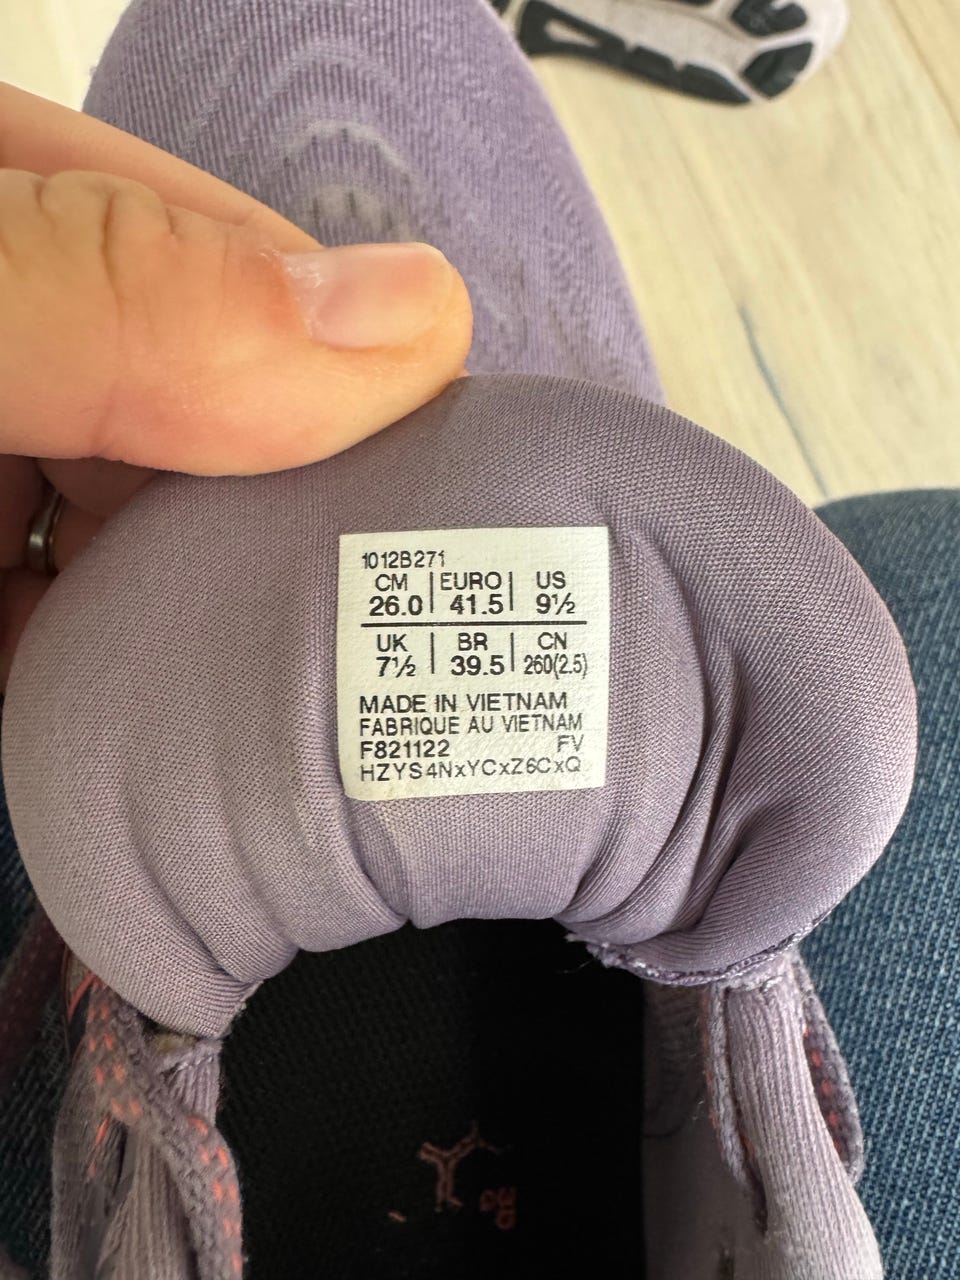 1012B271
CM | EURO | US
26.0 | 41.5 | 9½
UK | BR | CN
7½ | 39.5 | 260(2.5)
MADE IN VIETNAM
FABRIQUE AU VIETNAM
F821122 FV
HZYS4NxYCxZ6CxQ